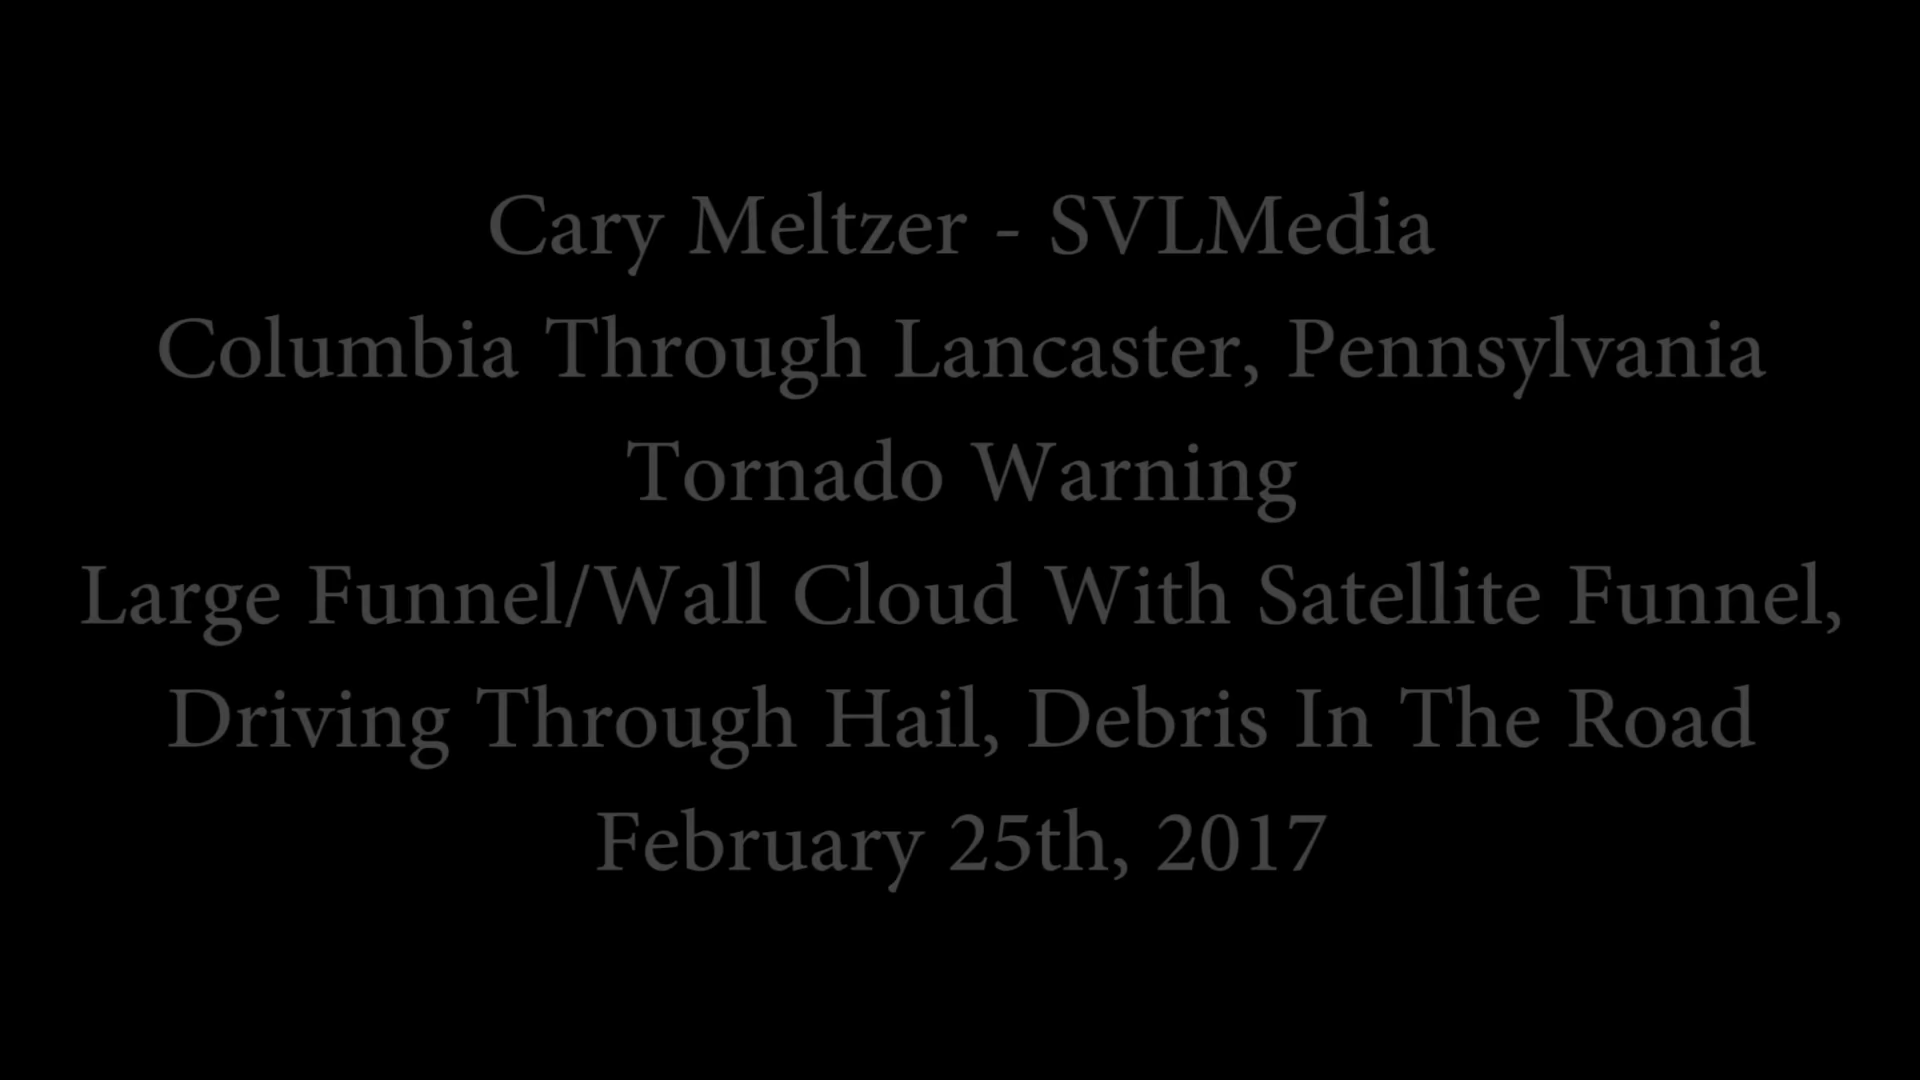 Cary Meltzer - SVLMedia
Columbia Through Lancaster, Pennsylvania
Tornado Warning
Large Funnel/Wall Cloud With Satellite Funnel,
Driving Through Hail, Debris In The Road
February 25th, 2017